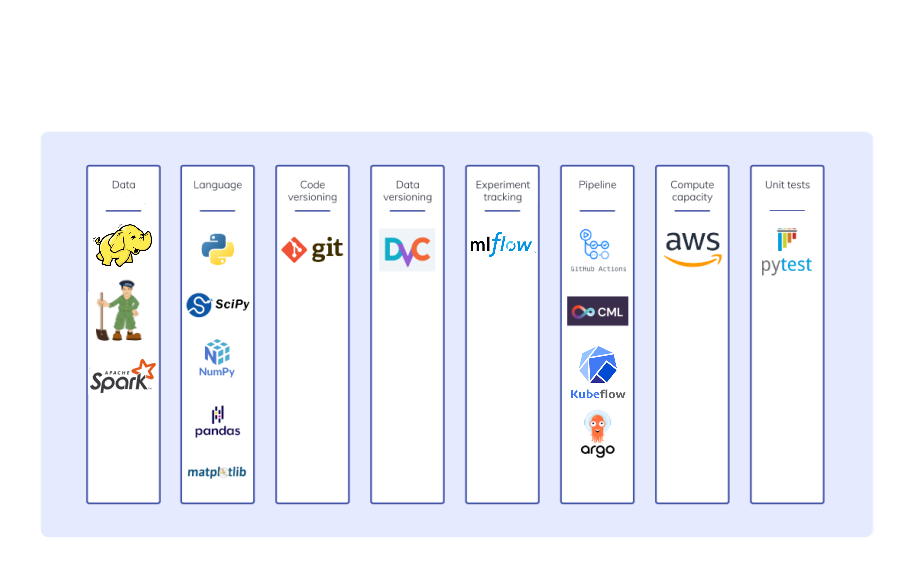 Data
Language
Code
versioning
Data
versioning
Experiment
tracking
Pipeline
Compute
capacity
Unit tests
APACHE
Spark
SciPy
NumPy
pandas
matplotlib
git
DVC
mlflow
GitHub Actions
CML
Kubeflow
argo
aws
pytest